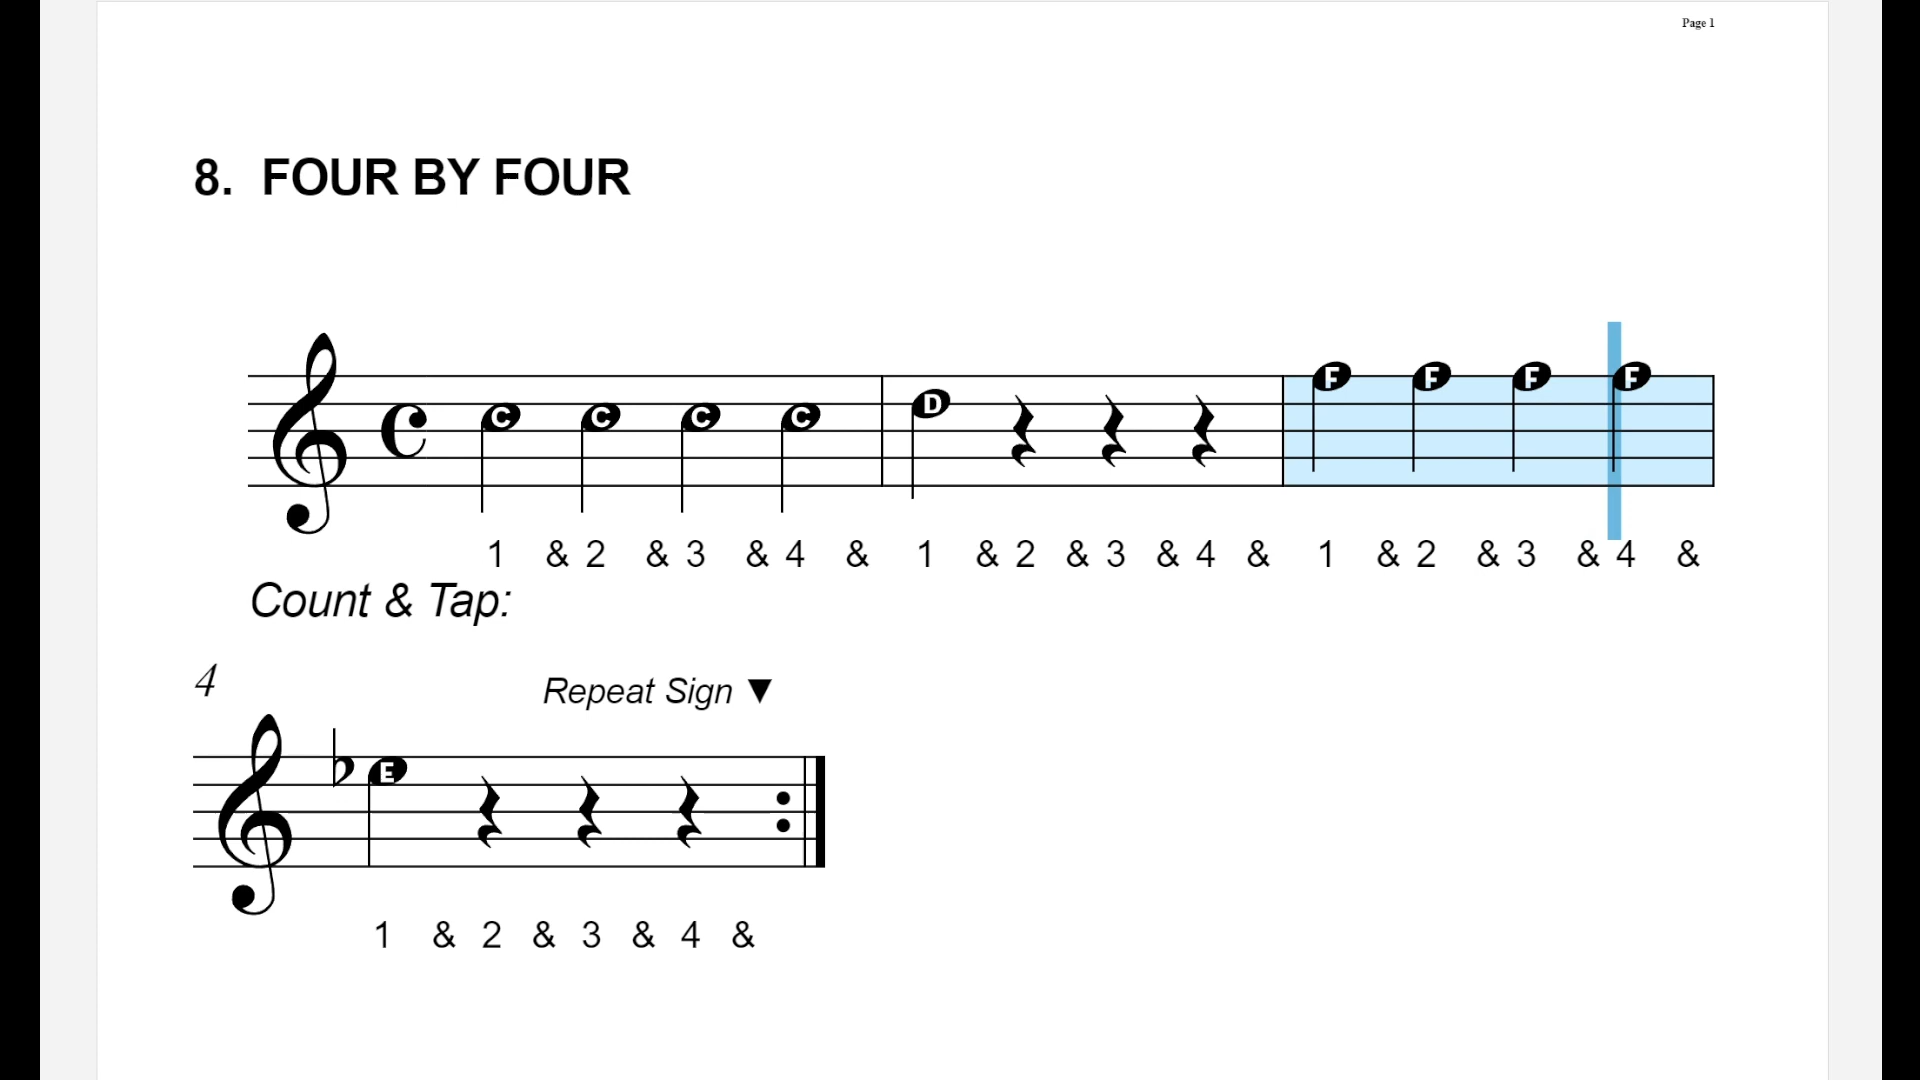 Page 1
8. FOUR BY FOUR
C C C C D F F F F
1 & 2 & 3 & 4 & 1 & 2 & 3 & 4 & 1 & 2 & 3 & 4 &
Count & Tap:
4 Repeat Sign ▼
E
1 & 2 & 3 & 4 &